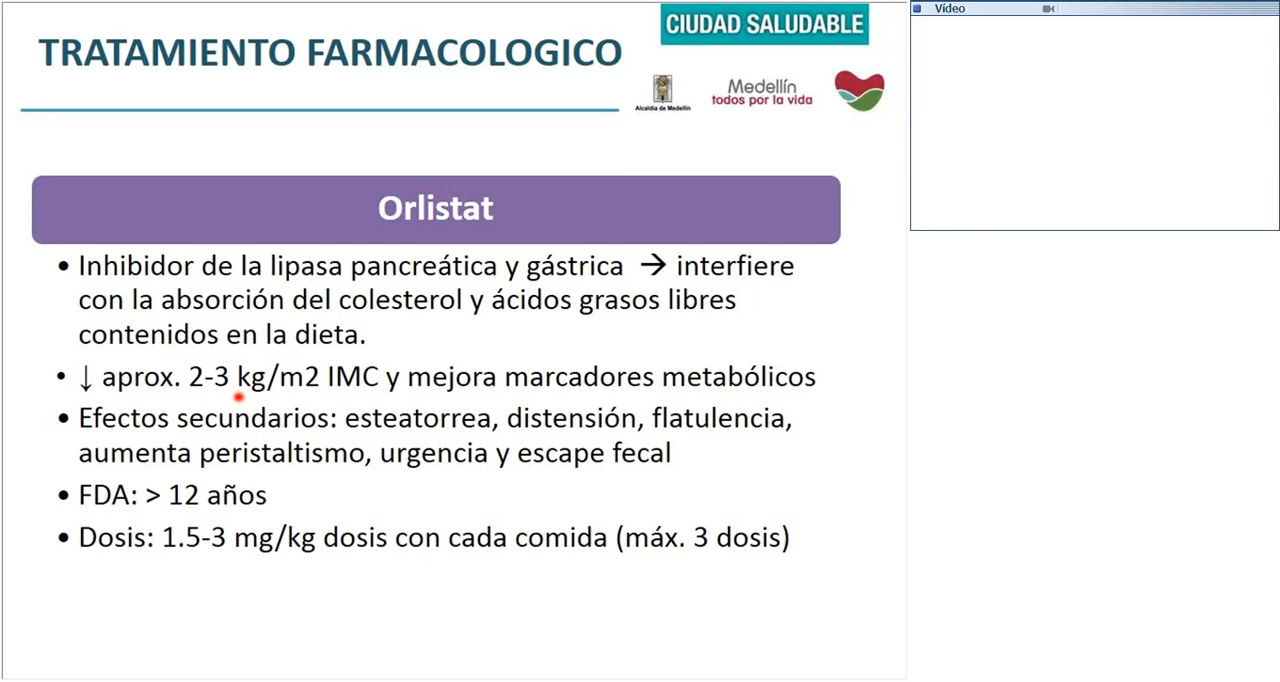 CIUDAD SALUDABLE
TRATAMIENTO FARMACOLOGICO
Alcaldía de Medellín
Medellín
todos por la vida
Orlistat
• Inhibidor de la lipasa pancreática y gástrica → interfiere
con la absorción del colesterol y ácidos grasos libres
contenidos en la dieta.
• ↓ aprox. 2-3 kg/m2 IMC y mejora marcadores metabólicos
• Efectos secundarios: esteatorrea, distensión, flatulencia,
aumenta peristaltismo, urgencia y escape fecal
• FDA: > 12 años
• Dosis: 1.5-3 mg/kg dosis con cada comida (máx. 3 dosis)
Vídeo